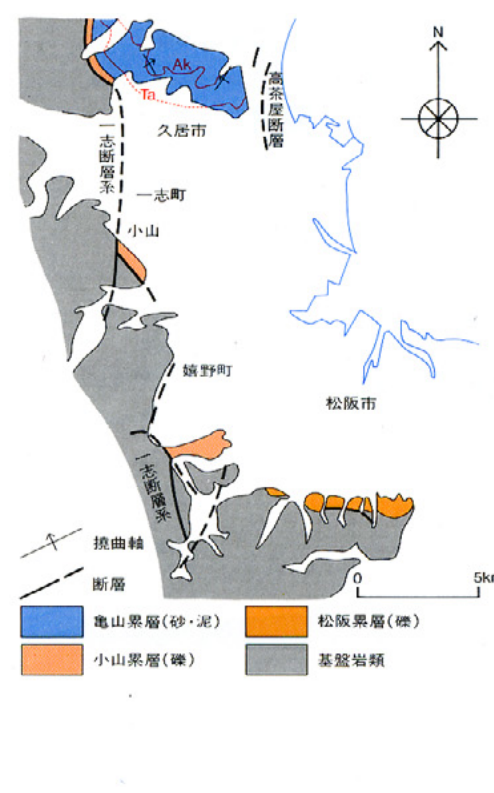 N
Ak
Ta
高茶屋断層
久居市
一志断層系
一志町
小山
嬉野町
松阪市
一志断層系
撓曲軸
断層
0 5km
亀山累層(砂・泥)
松阪累層(礫)
小山累層(礫)
基盤岩類